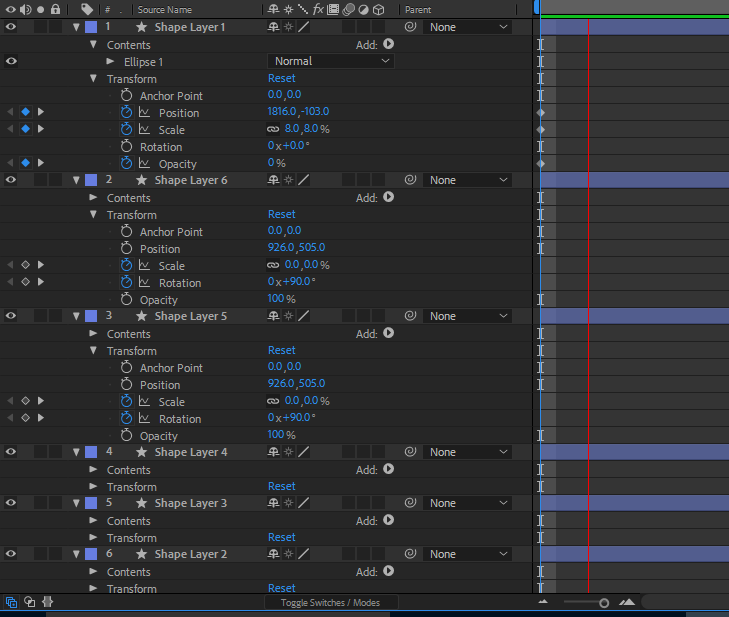 # . Source Name fx Parent
1 Shape Layer 1 None
Contents Add:
Ellipse 1 Normal
Transform Reset
Anchor Point 0.0,0.0
Position 1816.0,-103.0
Scale 8.0,8.0%
Rotation 0x+0.0°
Opacity 0%
2 Shape Layer 6 None
Contents Add:
Transform Reset
Anchor Point 0.0,0.0
Position 926.0,505.0
Scale 0.0,0.0%
Rotation 0x+90.0°
Opacity 100%
3 Shape Layer 5 None
Contents Add:
Transform Reset
Anchor Point 0.0,0.0
Position 926.0,505.0
Scale 0.0,0.0%
Rotation 0x+90.0°
Opacity 100%
4 Shape Layer 4 None
Contents Add:
Transform Reset
5 Shape Layer 3 None
Contents Add:
Transform Reset
6 Shape Layer 2 None
Contents Add:
Transform Reset
Toggle Switches / Modes